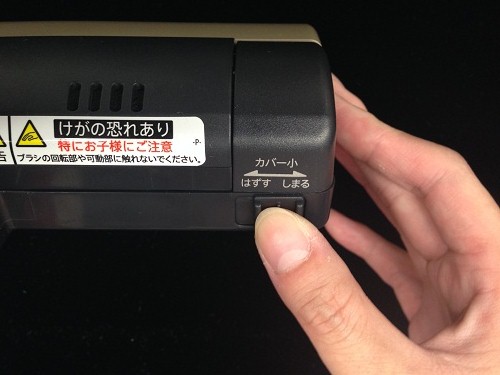 けがの恐れあり
特にお子様にご注意
ブラシの回転部や可動部に触れないでください。
-P-
カバー小
はずす しまる